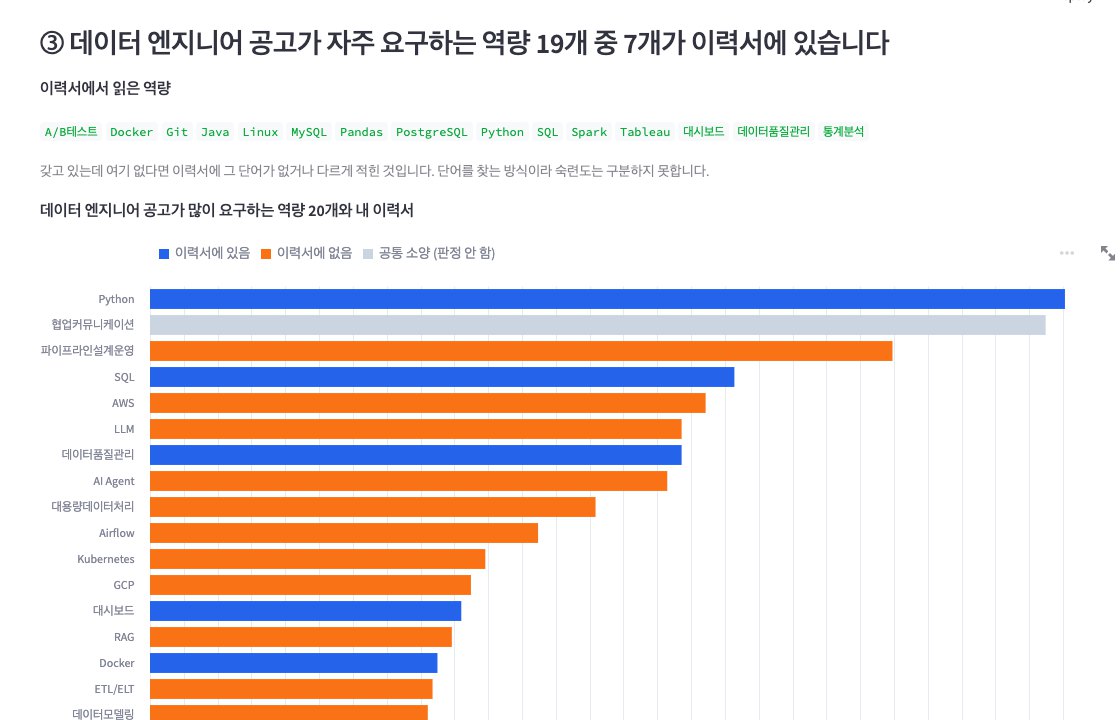 ③ 데이터 엔지니어 공고가 자주 요구하는 역량 19개 중 7개가 이력서에 있습니다
이력서에서 읽은 역량
A/B테스트 Docker Git Java Linux MySQL Pandas PostgreSQL Python SQL Spark Tableau 대시보드 데이터품질관리 통계분석
갖고 있는데 여기 없다면 이력서에 그 단어가 없거나 다르게 적힌 것입니다. 단어를 찾는 방식이라 숙련도는 구분하지 못합니다.
데이터 엔지니어 공고가 많이 요구하는 역량 20개와 내 이력서
이력서에 있음 이력서에 없음 공통 소양 (판정 안 함)
Python
협업커뮤니케이션
파이프라인설계운영
SQL
AWS
LLM
데이터품질관리
AI Agent
대용량데이터처리
Airflow
Kubernetes
GCP
대시보드
RAG
Docker
ETL/ELT
데이터모델링